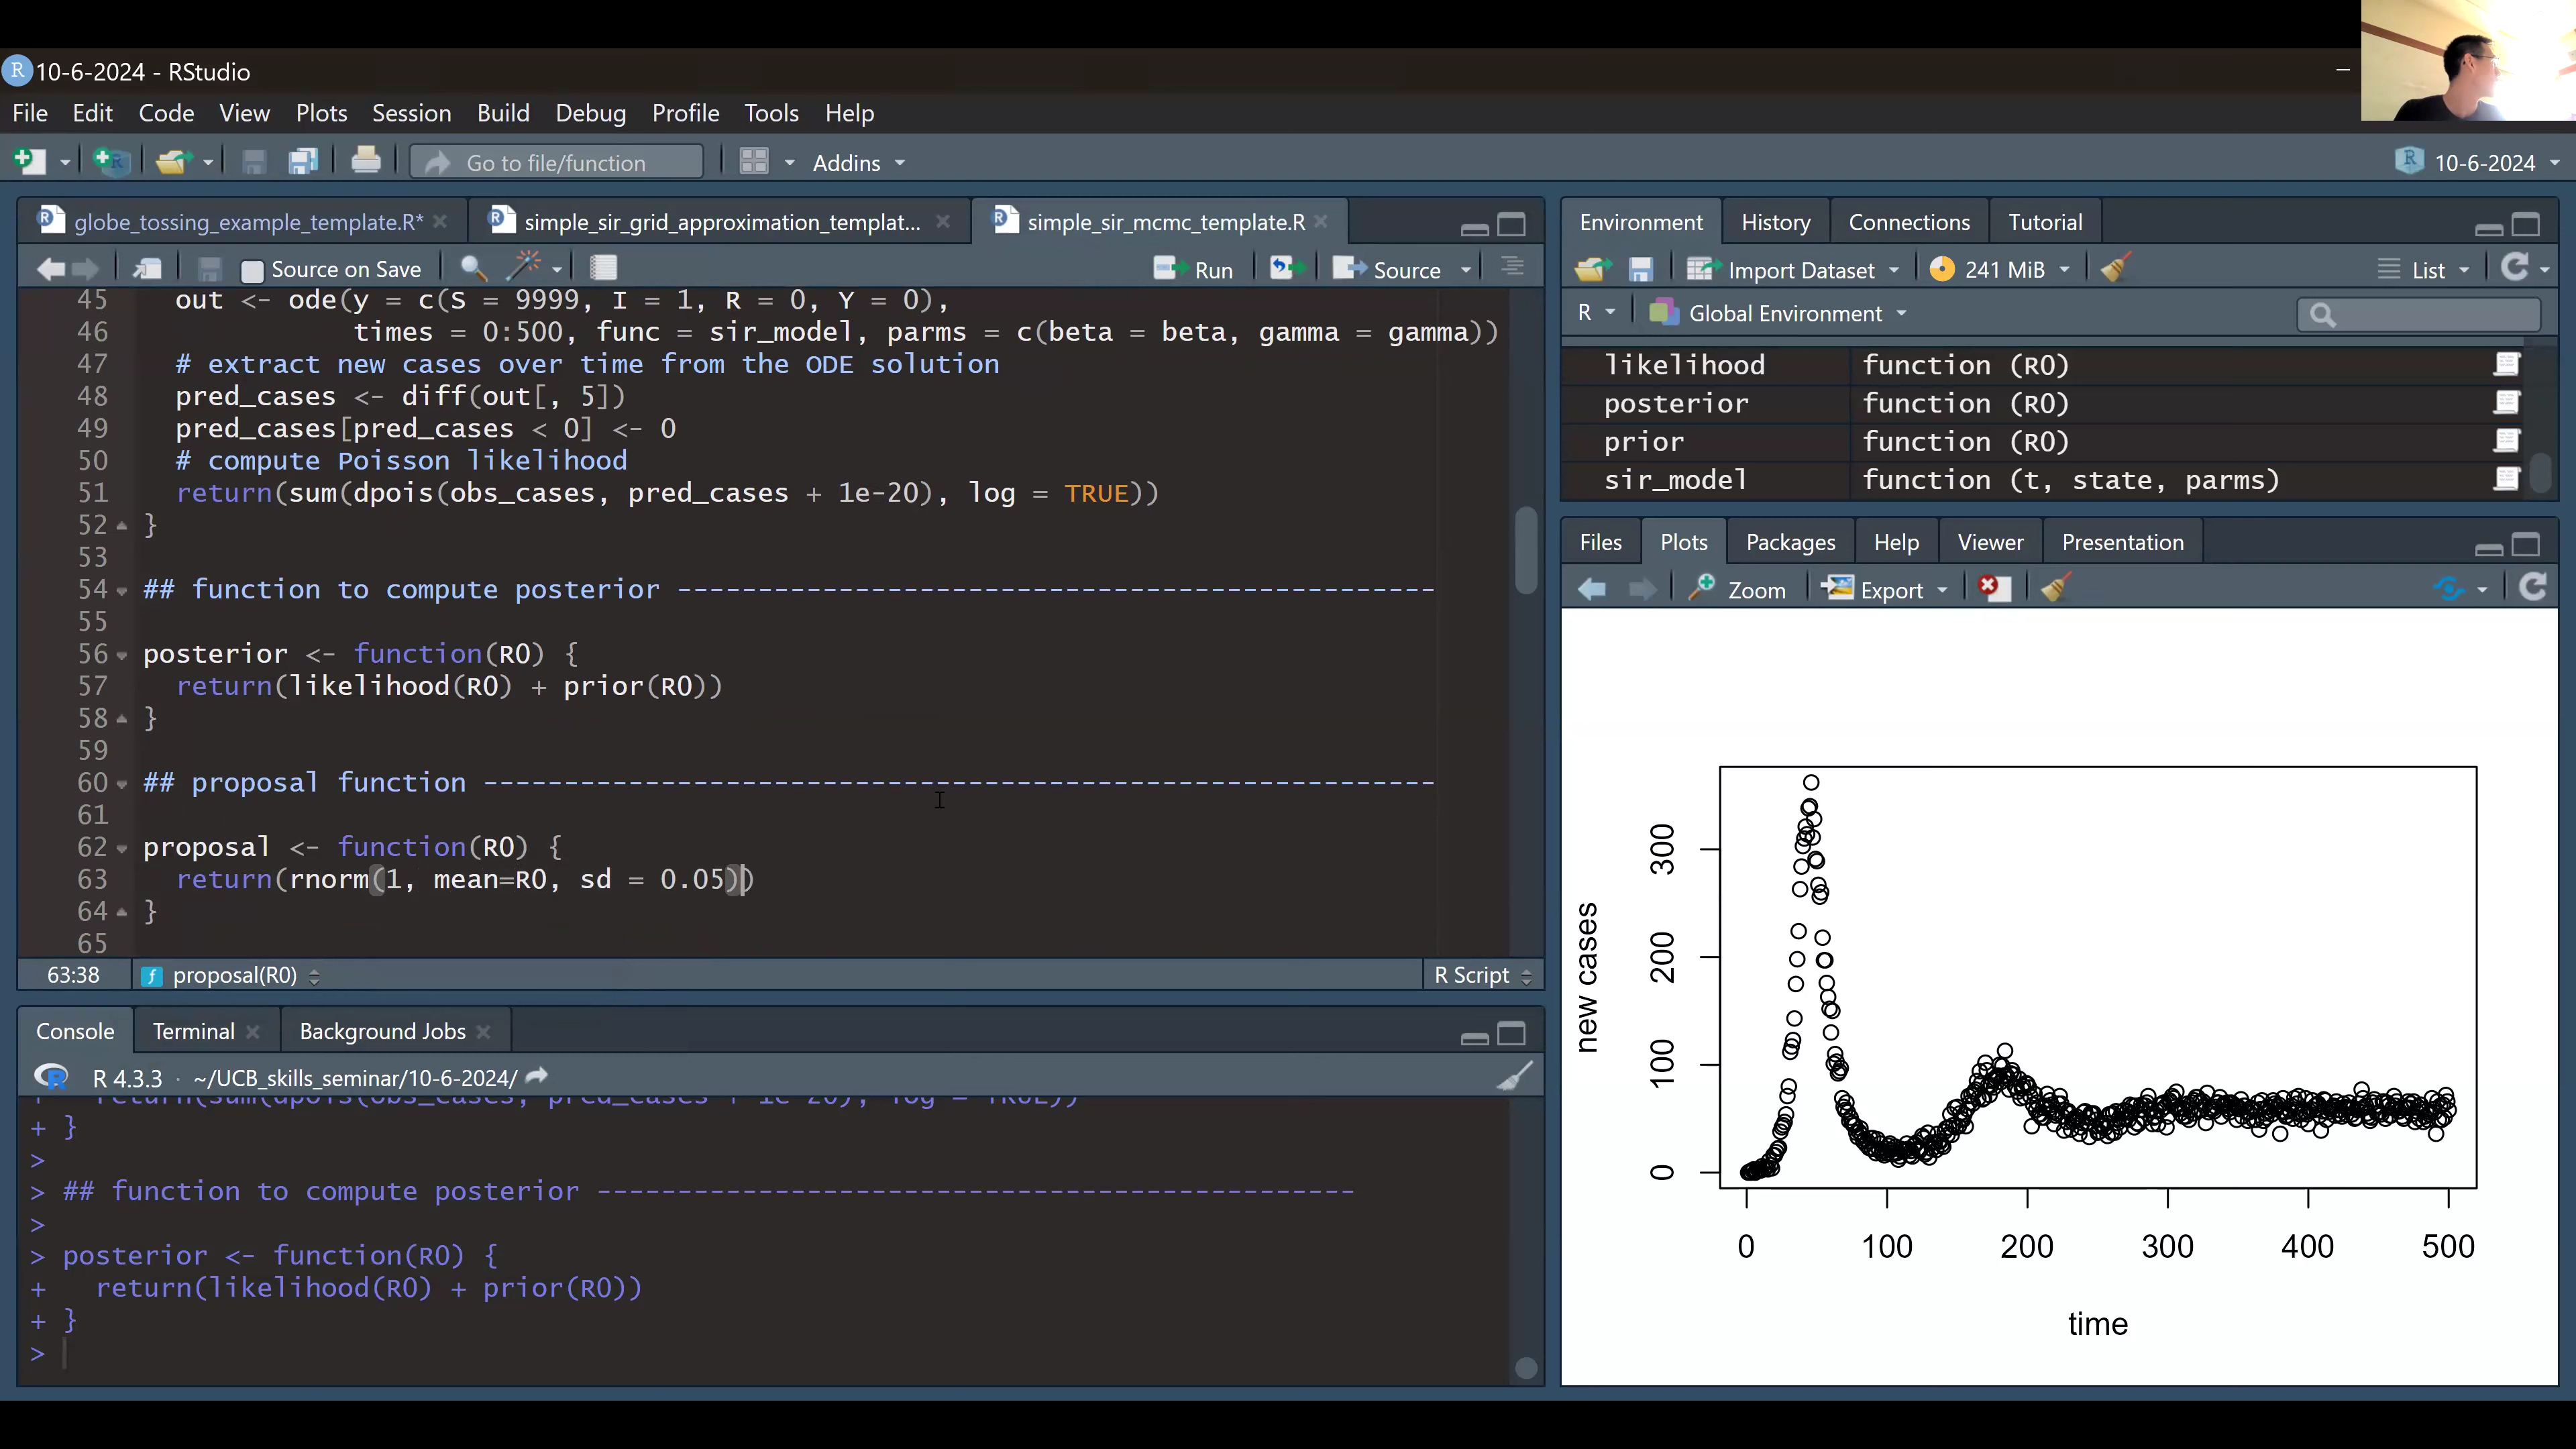 10-6-2024 - RStudio
File Edit Code View Plots Session Build Debug Profile Tools Help
Go to file/function Addins 10-6-2024
globe_tossing_example_template.R* simple_sir_grid_approximation_templat... simple_sir_mcmc_template.R
Source on Save Run Source
45 out <- ode(y = c(S = 9999, I = 1, R = 0, Y = 0),
46 times = 0:500, func = sir_model, parms = c(beta = beta, gamma = gamma))
47 # extract new cases over time from the ODE solution
48 pred_cases <- diff(out[, 5])
49 pred_cases[pred_cases < 0] <- 0
50 # compute Poisson likelihood
51 return(sum(dpois(obs_cases, pred_cases + 1e-20), log = TRUE))
52 }
53
54 ## function to compute posterior -----------------------------------------------
55
56 posterior <- function(R0) {
57 return(likelihood(R0) + prior(R0))
58 }
59
60 ## proposal function -----------------------------------------------------------
61
62 proposal <- function(R0) {
63 return(rnorm(1, mean=R0, sd = 0.05))
64 }
65
63:38 proposal(R0) R Script
Console Terminal Background Jobs
R 4.3.3 · ~/UCB_skills_seminar/10-6-2024/
+ return(sum(dpois(obs_cases, pred_cases + 1e-20), log = TRUE))
+ }
>
> ## function to compute posterior -----------------------------------------------
>
> posterior <- function(R0) {
+ return(likelihood(R0) + prior(R0))
+ }
>
Environment History Connections Tutorial
Import Dataset 241 MiB List
R Global Environment
likelihood function (R0)
posterior function (R0)
prior function (R0)
sir_model function (t, state, parms)
Files Plots Packages Help Viewer Presentation
Zoom Export
new cases
300
200
100
0
0 100 200 300 400 500
time